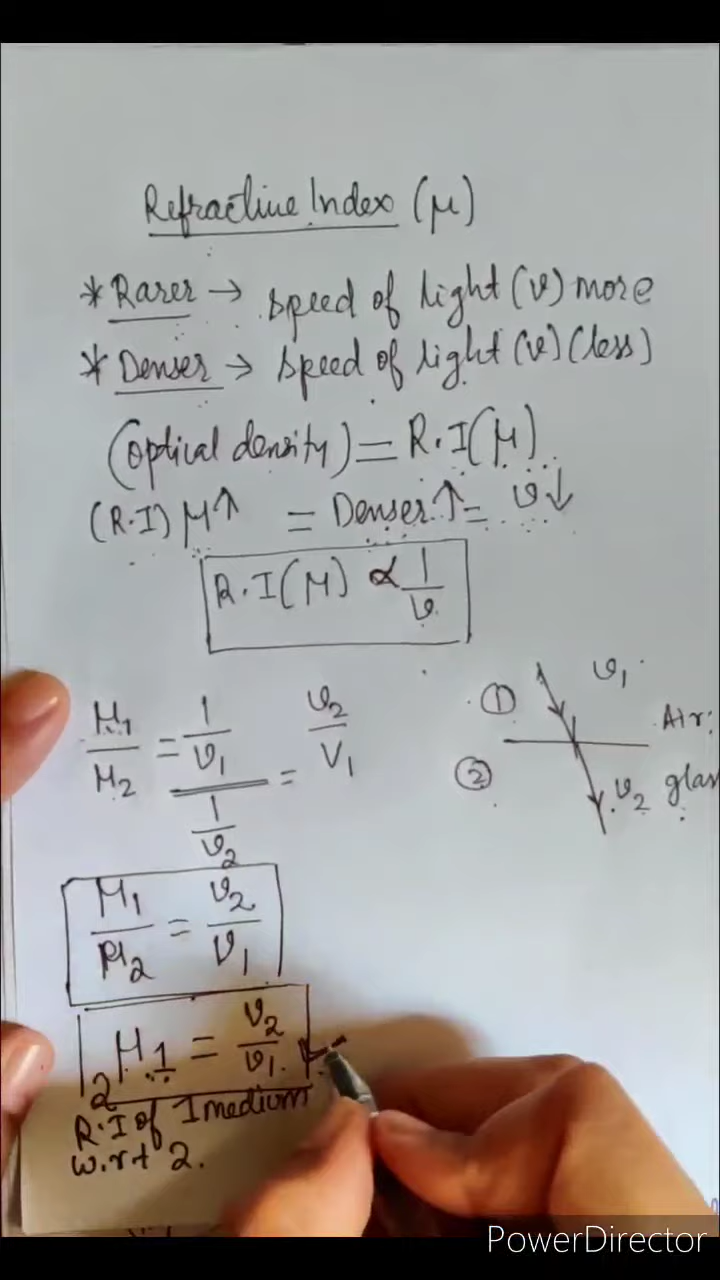 Refractive Index (μ)
* Rarer → speed of light (v) more
* Denser → speed of light (v) (less)
(optical density) = R.I (μ)
(R.I) μ↑ = Denser ↑ = v↓
R.I (μ) ∝ 1/v
μ1/μ2 = (1/v1)/(1/v2) = v2/V1
① v1 Air
② v2 glas
μ1/μ2 = v2/v1
2μ1 = v2/v1
R.I of 1 medium
w.r.t 2.
PowerDirector